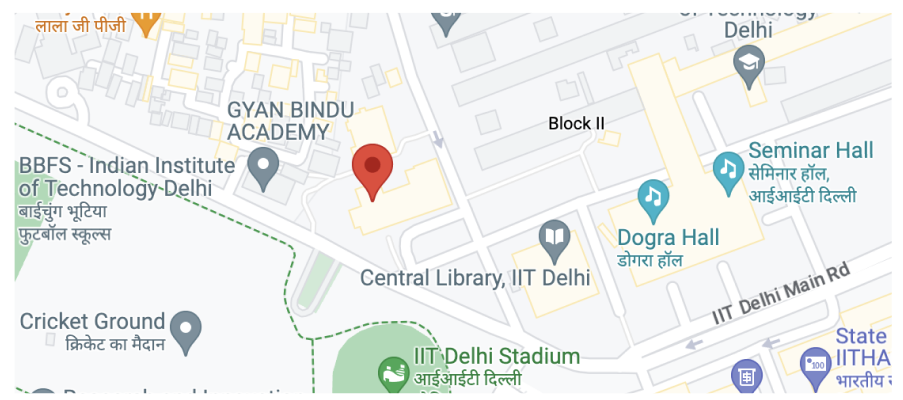 लाला जी पीजी
of Technology
Delhi
GYAN BINDU
ACADEMY
Block II
BBFS - Indian Institute
of Technology Delhi
बाईचुंग भूटिया
फुटबॉल स्कूल्स
Seminar Hall
सेमिनार हॉल,
आईआईटी दिल्ली
Dogra Hall
डोगरा हॉल
Central Library, IIT Delhi
IIT Delhi Main Rd
Cricket Ground
क्रिकेट का मैदान
IIT Delhi Stadium
आईआईटी दिल्ली
State
IITHA
भारतीय
100